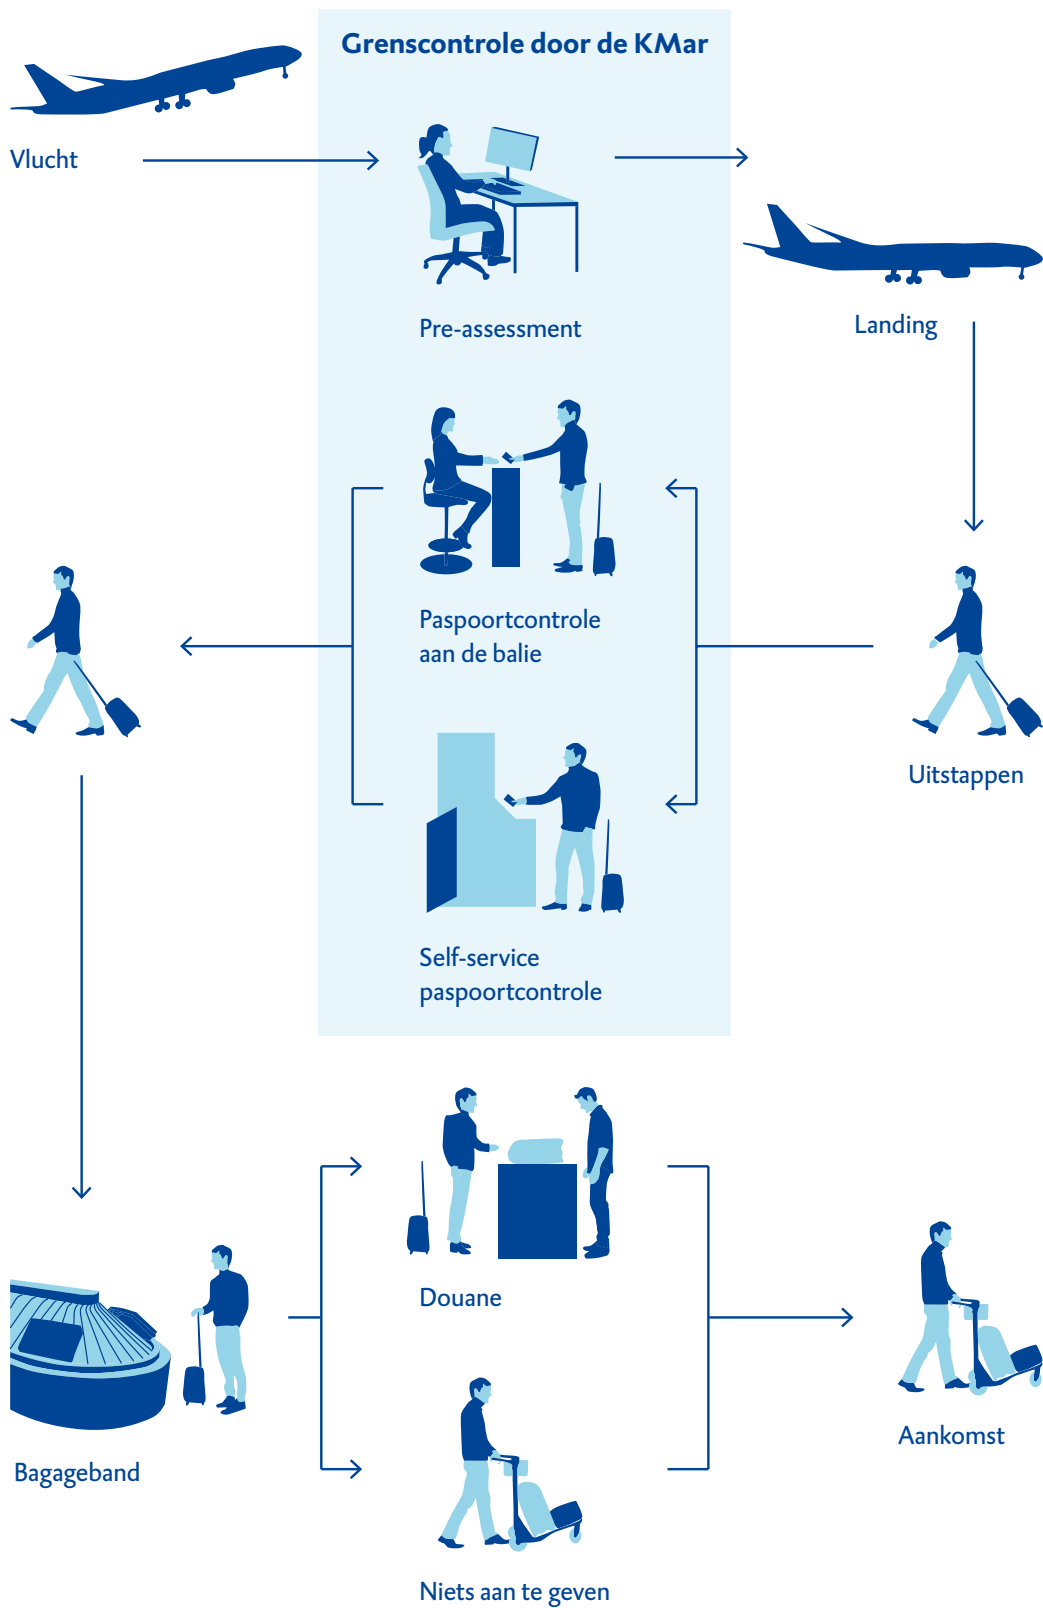 Grenscontrole door de KMar
Vlucht
Pre-assessment
Landing
Paspoortcontrole
aan de balie
Uitstappen
Self-service
paspoortcontrole
Douane
Aankomst
Bagageband
Niets aan te geven